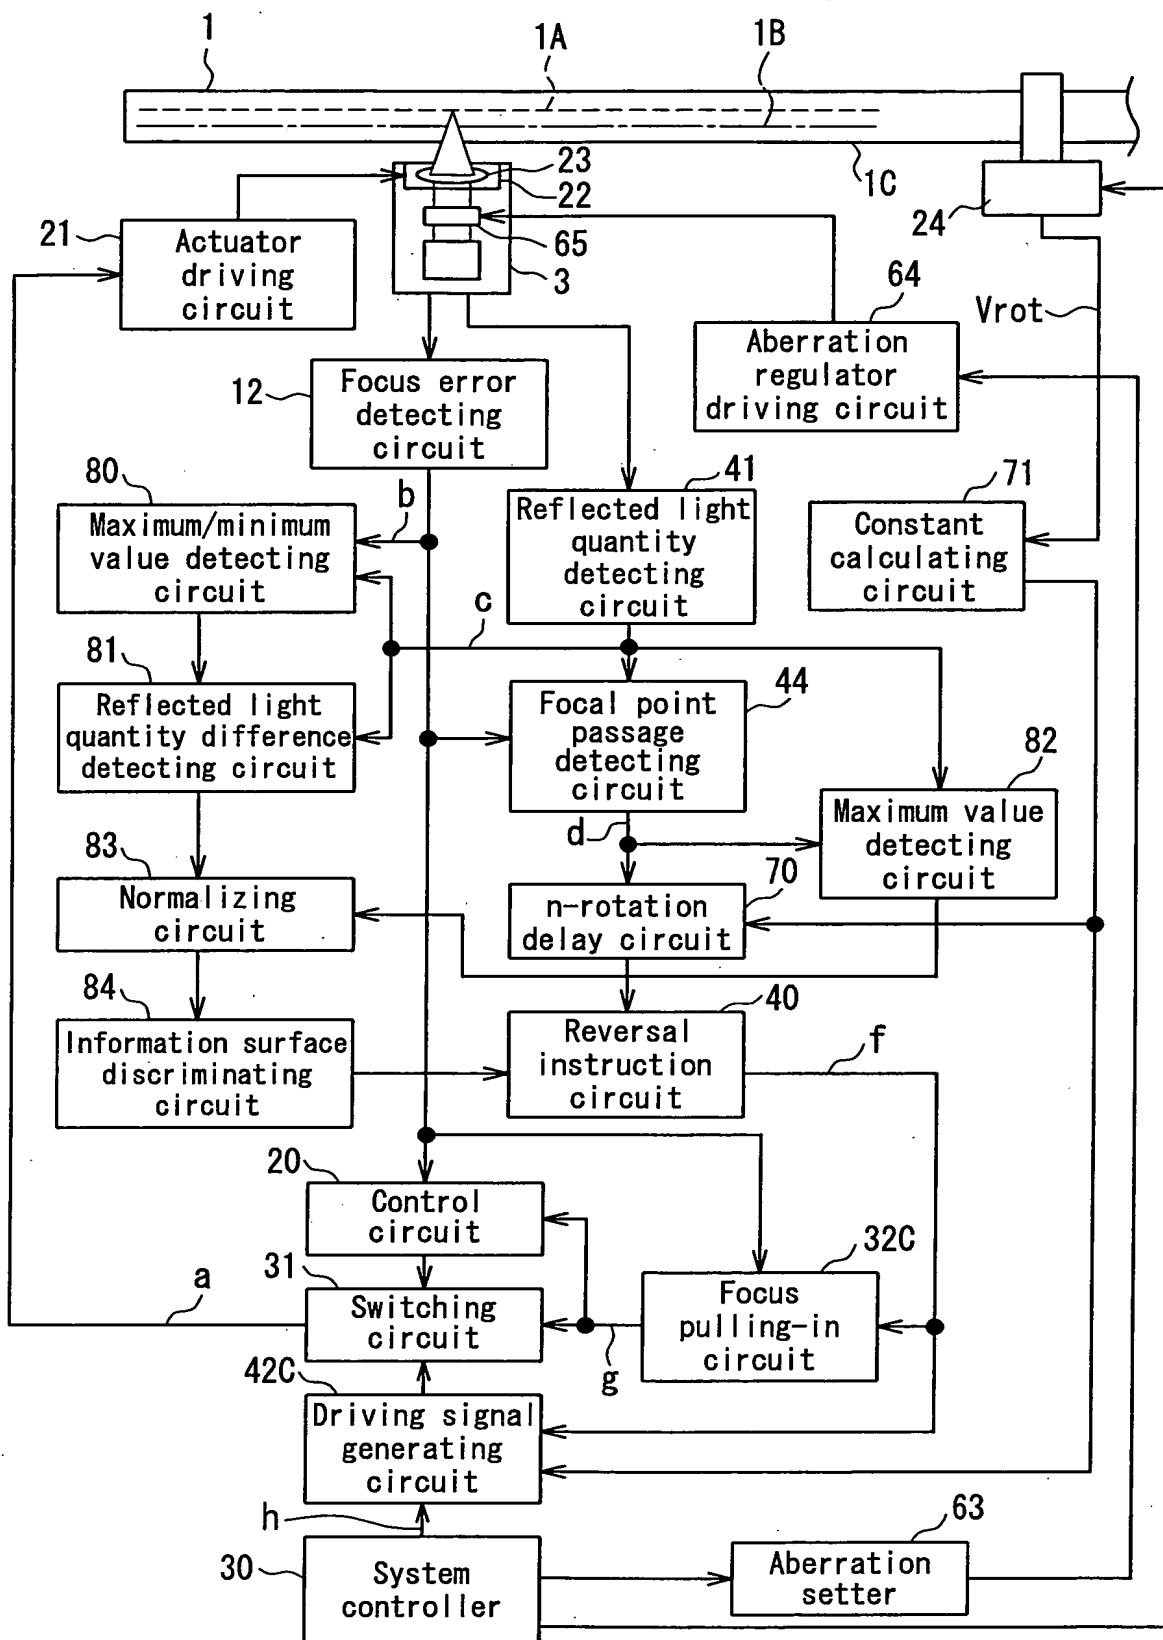 1
1A
1B
23
22
1C
24
21
Actuator
driving
circuit
65
3
64
Vrot
Aberration
regulator
driving circuit
12
Focus error
detecting
circuit
80
Maximum/minimum
value detecting
circuit
b
41
Reflected light
quantity
detecting
circuit
71
Constant
calculating
circuit
c
81
Reflected light
quantity difference
detecting circuit
44
Focal point
passage
detecting
circuit
82
Maximum value
detecting
circuit
d
83
Normalizing
circuit
70
n-rotation
delay circuit
84
Information surface
discriminating
circuit
40
Reversal
instruction
circuit
f
20
Control
circuit
31
Switching
circuit
a
32C
Focus
pulling-in
circuit
g
42C
Driving signal
generating
circuit
h
30
System
controller
63
Aberration
setter